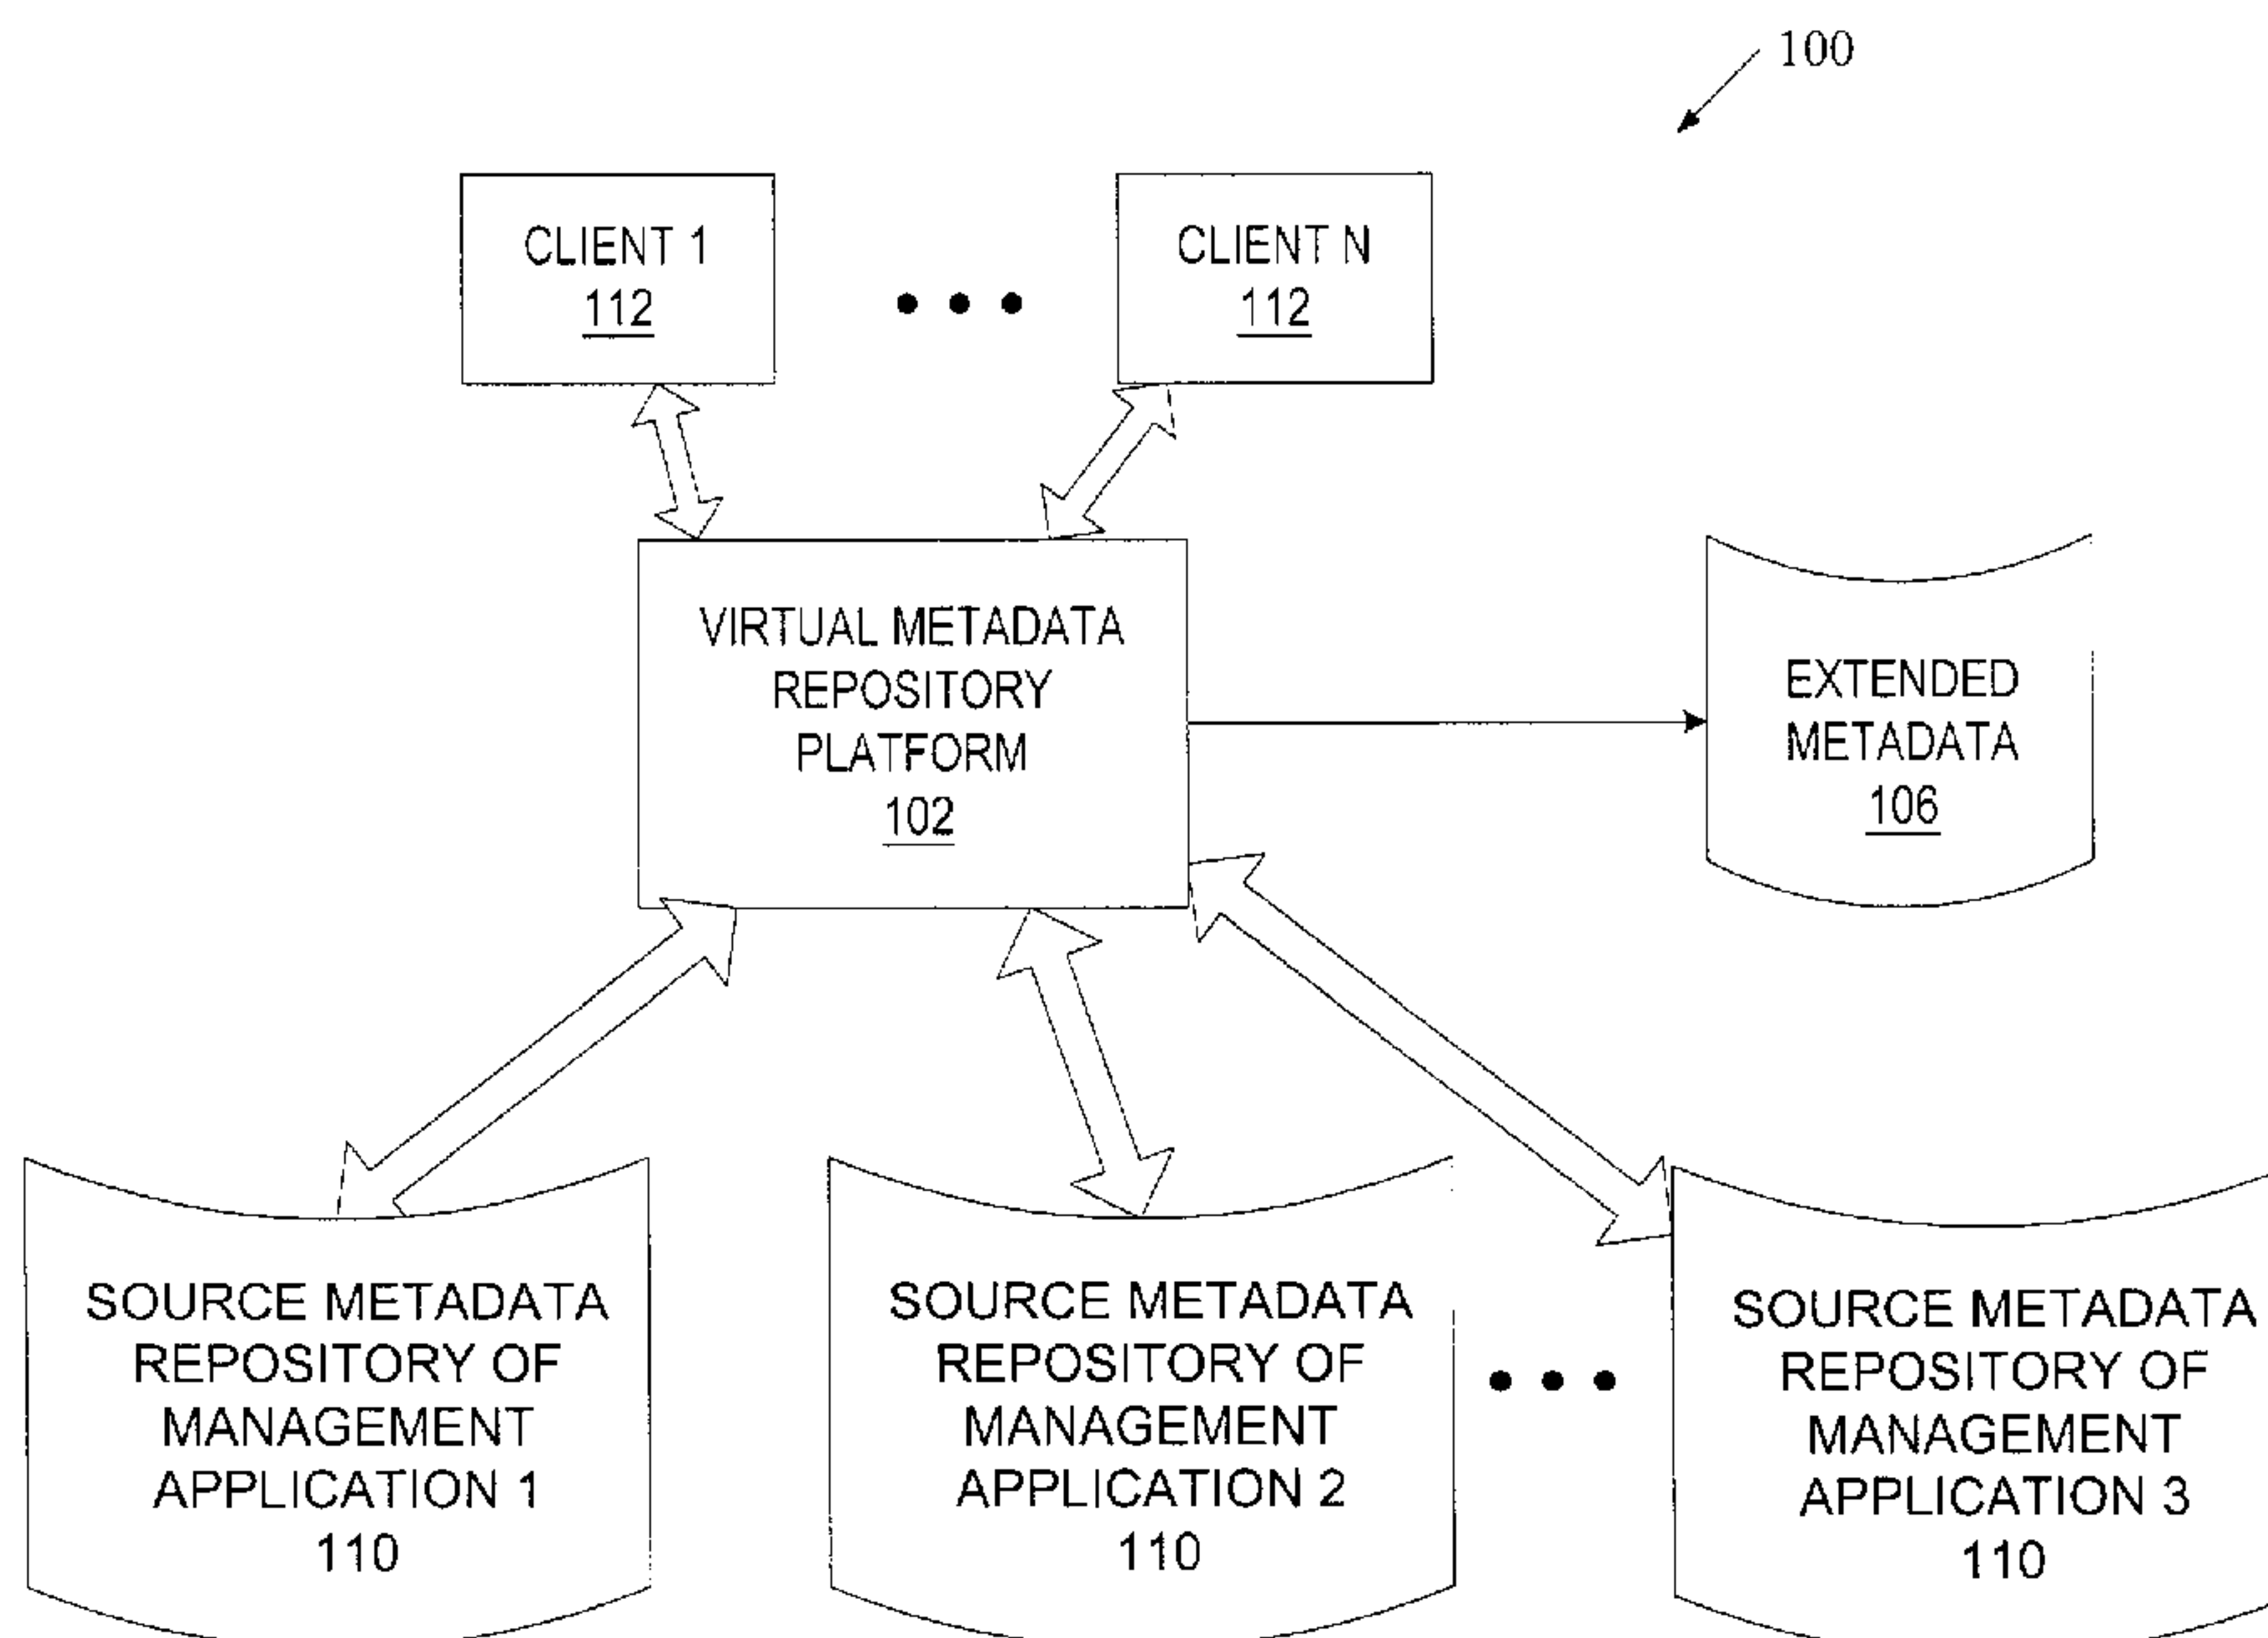 100
CLIENT 1
112
CLIENT N
112
VIRTUAL METADATA
REPOSITORY
PLATFORM
102
EXTENDED
METADATA
106
SOURCE METADATA
REPOSITORY OF
MANAGEMENT
APPLICATION 1
110
SOURCE METADATA
REPOSITORY OF
MANAGEMENT
APPLICATION 2
110
SOURCE METADATA
REPOSITORY OF
MANAGEMENT
APPLICATION 3
110